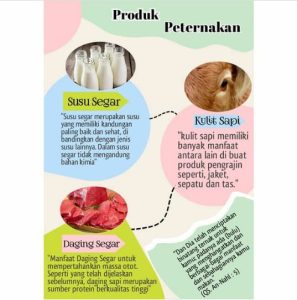 Produk
Peternakan
Susu Segar
"Susu segar merupakan susu
yang memiliki kandungan
paling baik dan sehat, di
bandingkan dengan jenis
susu lainnya. Dalam susu
segar tidak mengandung
bahan kimia"
Kulit Sapi
"kulit sapi memiliki
banyak manfaat
antara lain di buat
produk pengrajin
seperti, jaket,
sepatu dan tas."
Daging Segar
"Manfaat Daging Segar untuk
mempertahankan massa otot.
Seperti yang telah dijelaskan
sebelumnya, daging sapi merupakan
sumber protein berkualitas tinggi"
"Dan Dia telah menciptakan
binatang ternak untuk
kamu; padanya ada (bulu)
yang menghangatkan dan
berbagai manfaat
dan sebahagiannya kamu
makan."
(QS. An-Nahl : 5)